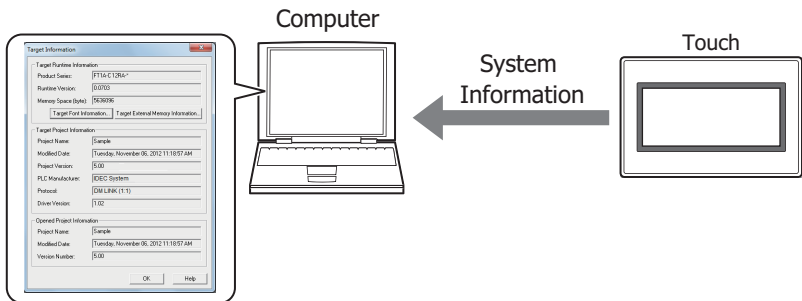 Computer
Touch
System
Information
Target Information
Target Runtime Information
Product Series: FT1A-C12RA-*
Runtime Version: 0.0703
Memory Space (byte): 5636096
Target Font Information... Target External Memory Information...
Target Project Information
Project Name: Sample
Modified Date: Tuesday, November 06, 2012 11:18:57 AM
Project Version: 5.00
PLC Manufacturer: IDEC System
Protocol: DM LINK (1:1)
Driver Version: 1.02
Opened Project Information
Project Name: Sample
Modified Date: Tuesday, November 06, 2012 11:18:57 AM
Version Number: 5.00
OK Help